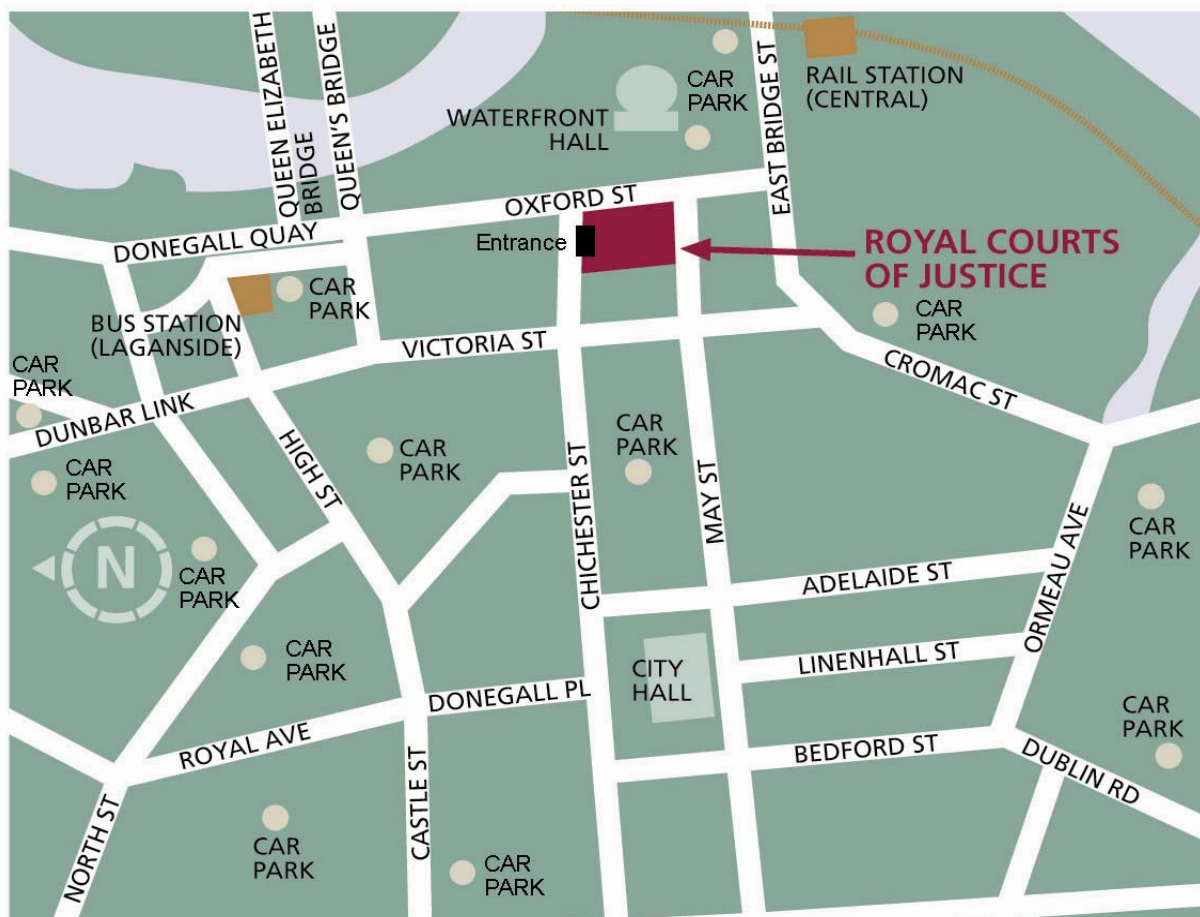 QUEEN ELIZABETH
BRIDGE
QUEEN'S BRIDGE
CAR
PARK
EAST BRIDGE ST
RAIL STATION
(CENTRAL)
WATERFRONT
HALL
OXFORD ST
DONEGALL QUAY
Entrance
ROYAL COURTS
OF JUSTICE
CAR
PARK
BUS STATION
(LAGANSIDE)
CAR
PARK
VICTORIA ST
CROMAC ST
CAR
PARK
DUNBAR LINK
HIGH ST
CAR
PARK
CAR
PARK
CHICHESTER ST
MAY ST
CAR
PARK
N
CAR
PARK
CAR
PARK
ADELAIDE ST
ORMEAU AVE
CAR
PARK
LINENHALL ST
CITY
HALL
DONEGALL PL
ROYAL AVE
BEDFORD ST
CAR
PARK
DUBLIN RD
NORTH ST
CASTLE ST
CAR
PARK
CAR
PARK